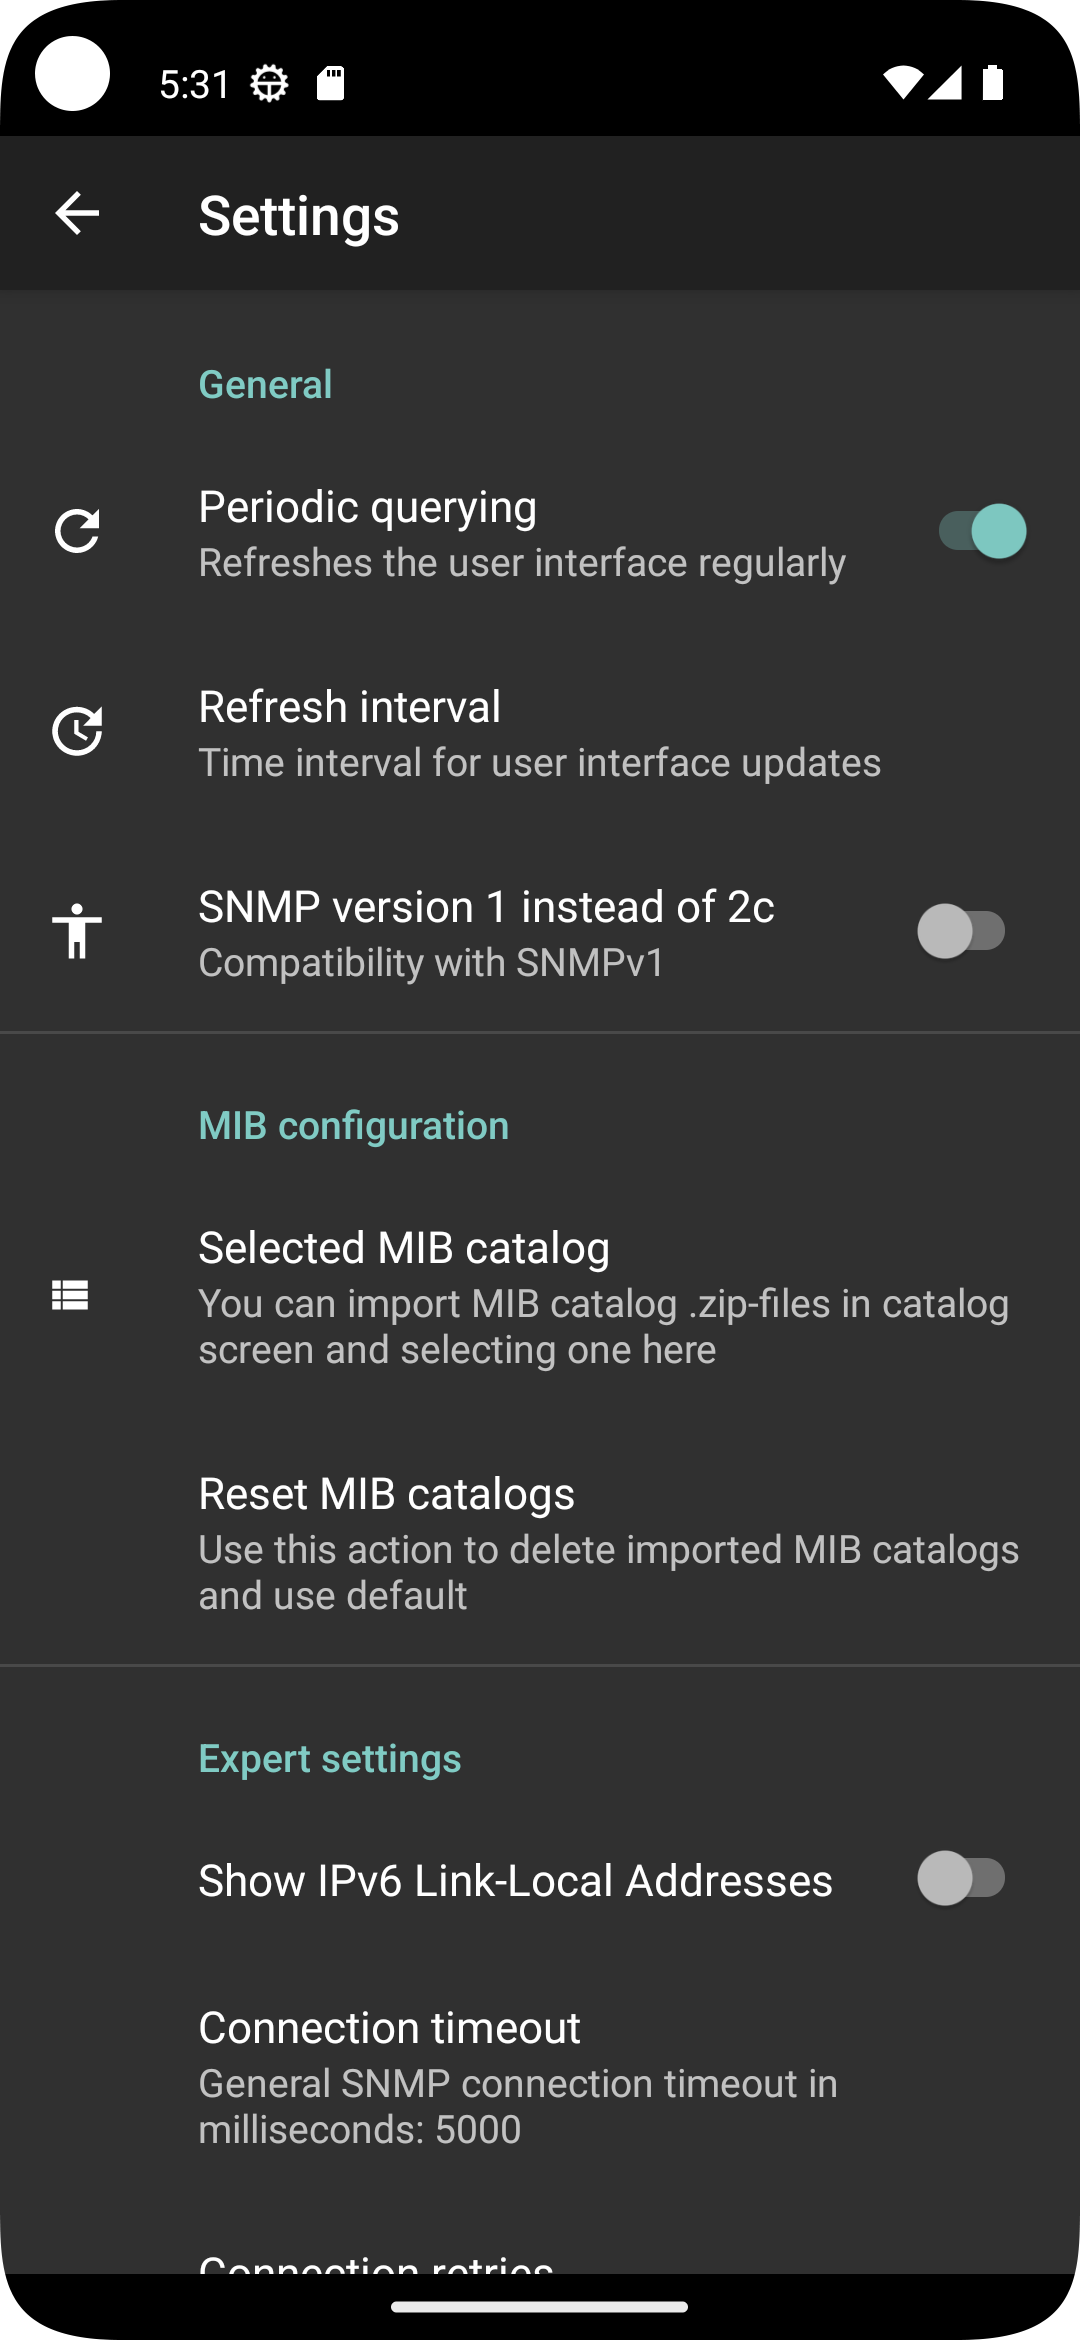 5:31
Settings
General
Periodic querying
Refreshes the user interface regularly
Refresh interval
Time interval for user interface updates
SNMP version 1 instead of 2c
Compatibility with SNMPv1
MIB configuration
Selected MIB catalog
You can import MIB catalog .zip-files in catalog
screen and selecting one here
Reset MIB catalogs
Use this action to delete imported MIB catalogs
and use default
Expert settings
Show IPv6 Link-Local Addresses
Connection timeout
General SNMP connection timeout in
milliseconds: 5000
Connection retries